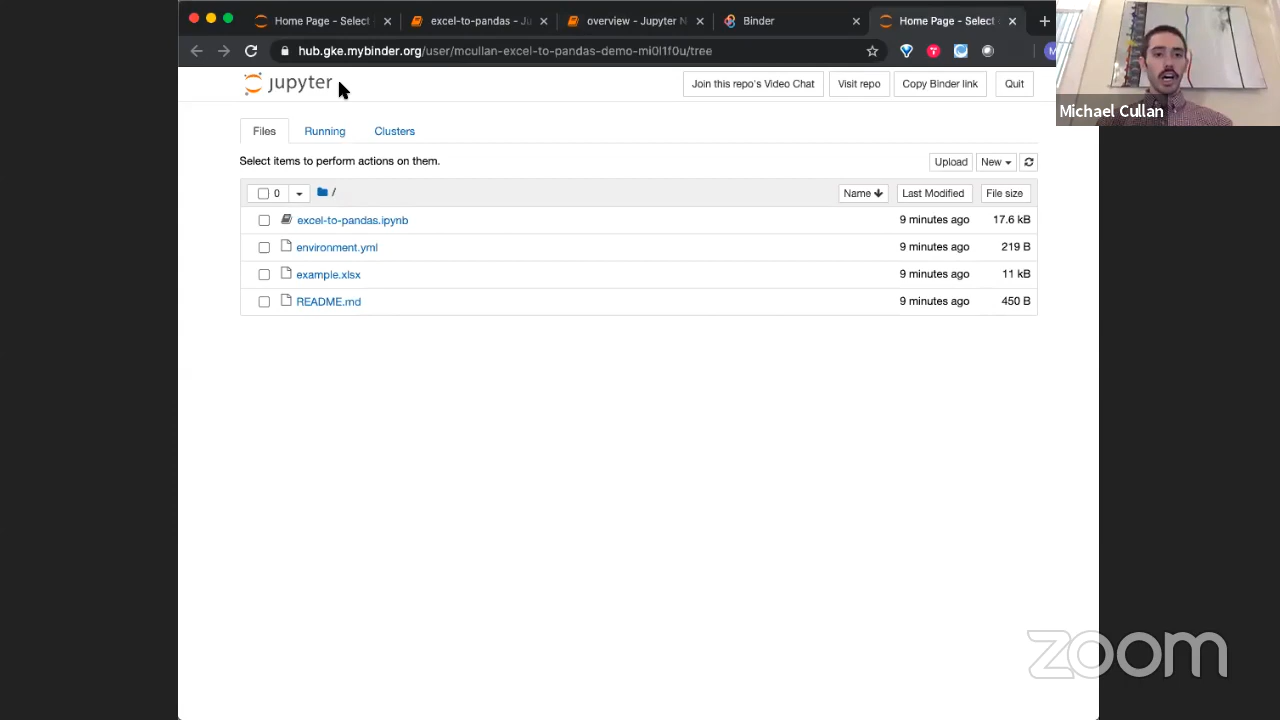 Home Page - Select
excel-to-pandas - Ju
overview - Jupyter N
Binder
Home Page - Select
hub.gke.mybinder.org/user/mcullan-excel-to-pandas-demo-mi0l1f0u/tree
jupyter
Join this repo's Video Chat
Visit repo
Copy Binder link
Quit
Michael Cullan
Files
Running
Clusters
Select items to perform actions on them.
Upload
New
0
/
Name
Last Modified
File size
excel-to-pandas.ipynb 9 minutes ago 17.6 kB
environment.yml 9 minutes ago 219 B
example.xlsx 9 minutes ago 11 kB
README.md 9 minutes ago 450 B
zoom